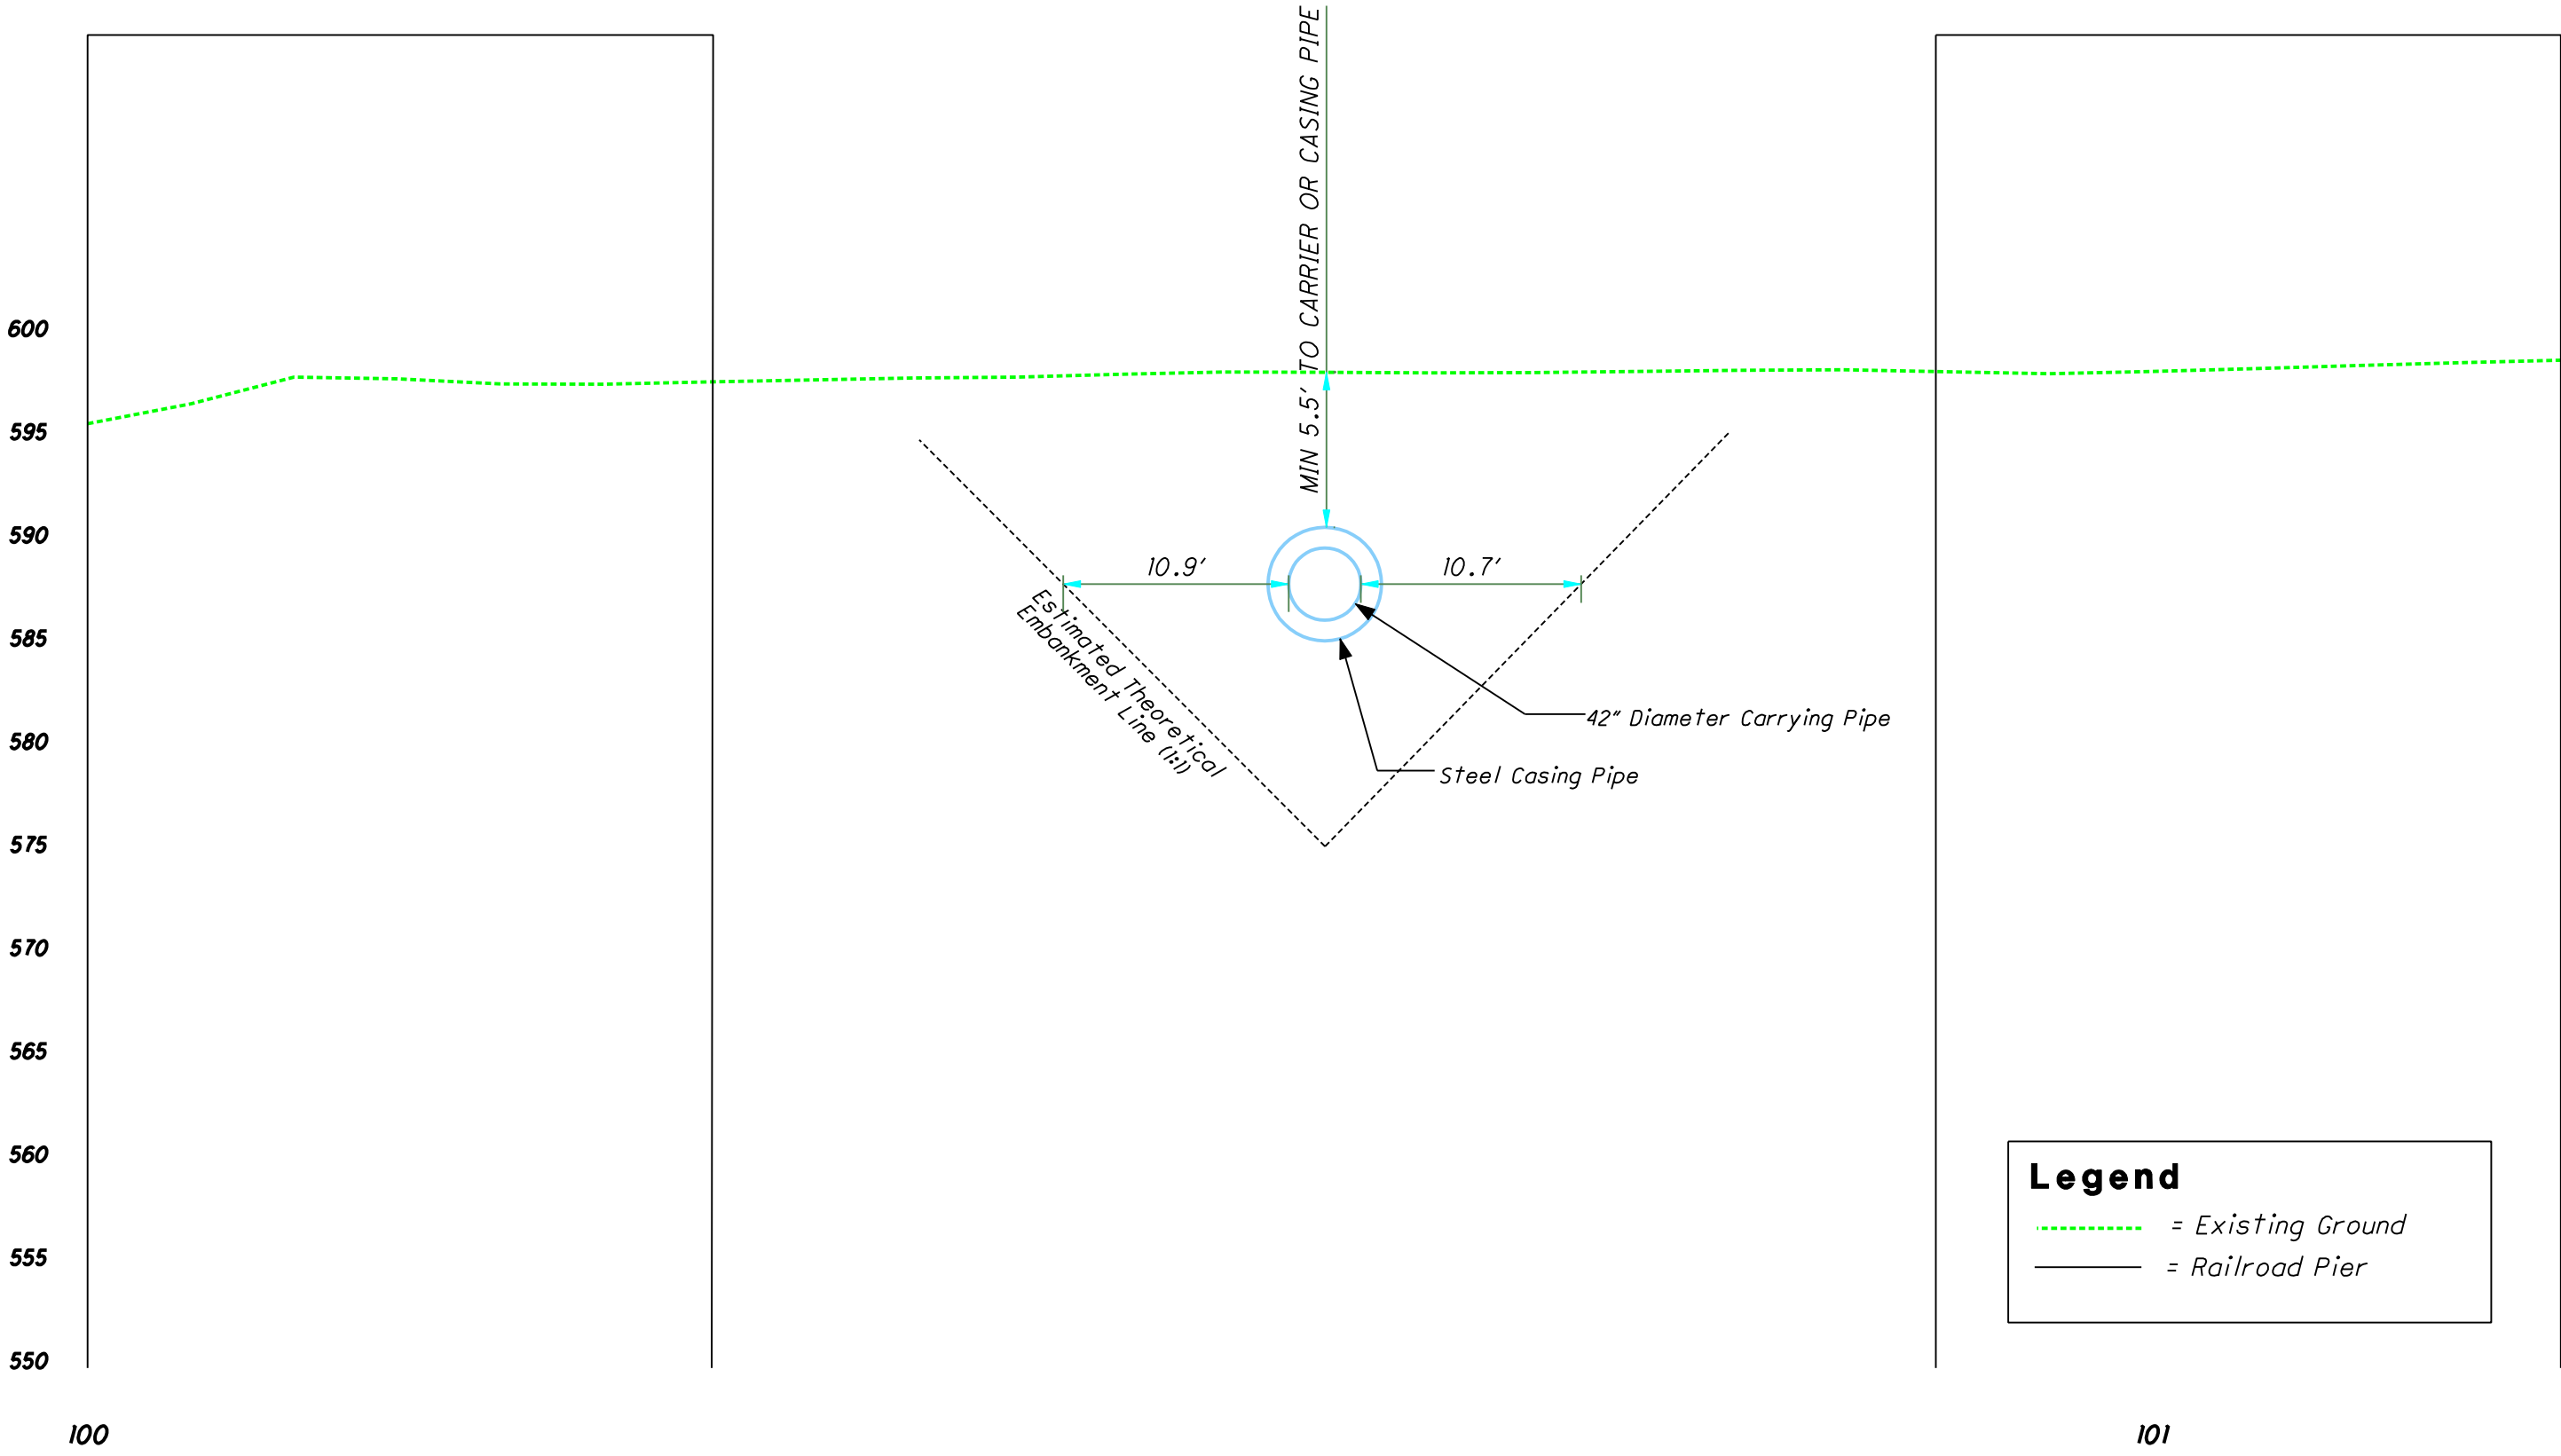 MIN 5.5' TO CARRIER OR CASING PIPE
600
595
590
585
580
575
570
565
560
555
550
10.9'
10.7'
Estimated Theoretical
Embankment Line (1:1)
42" Diameter Carrying Pipe
Steel Casing Pipe
Legend
= Existing Ground
= Railroad Pier
100
101